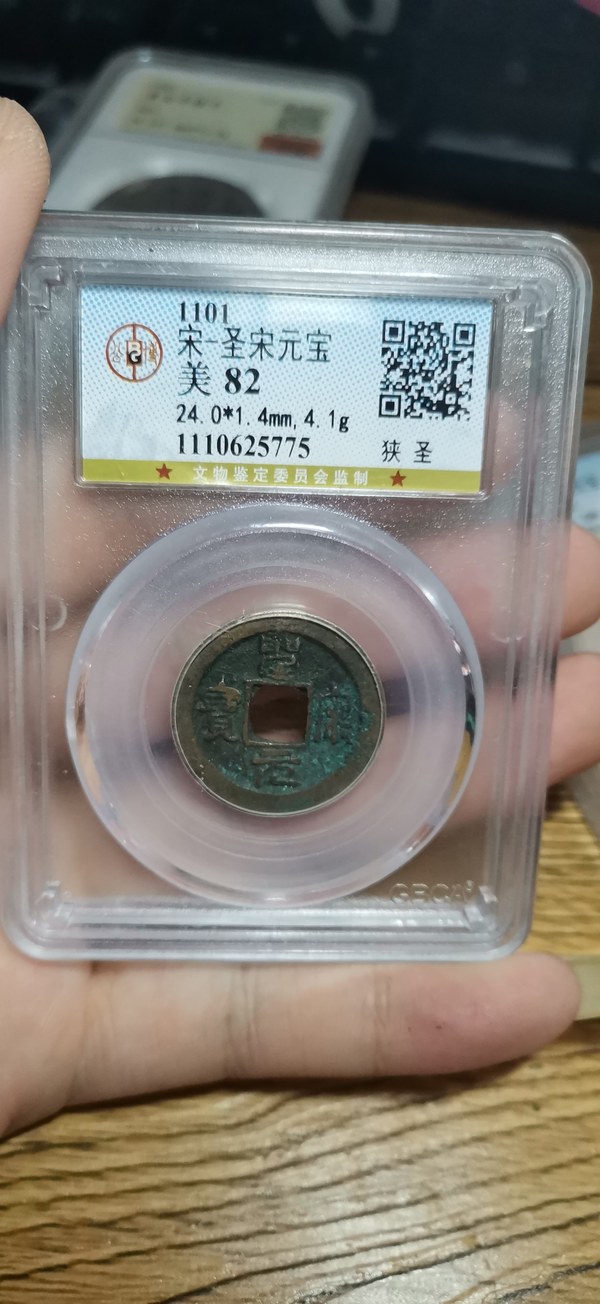 1101
宋-圣宋元宝
美 82
24.0*1.4mm, 4.1g
1110625775
狭 圣
文物鉴定委员会监制
聖
宋
元
寶